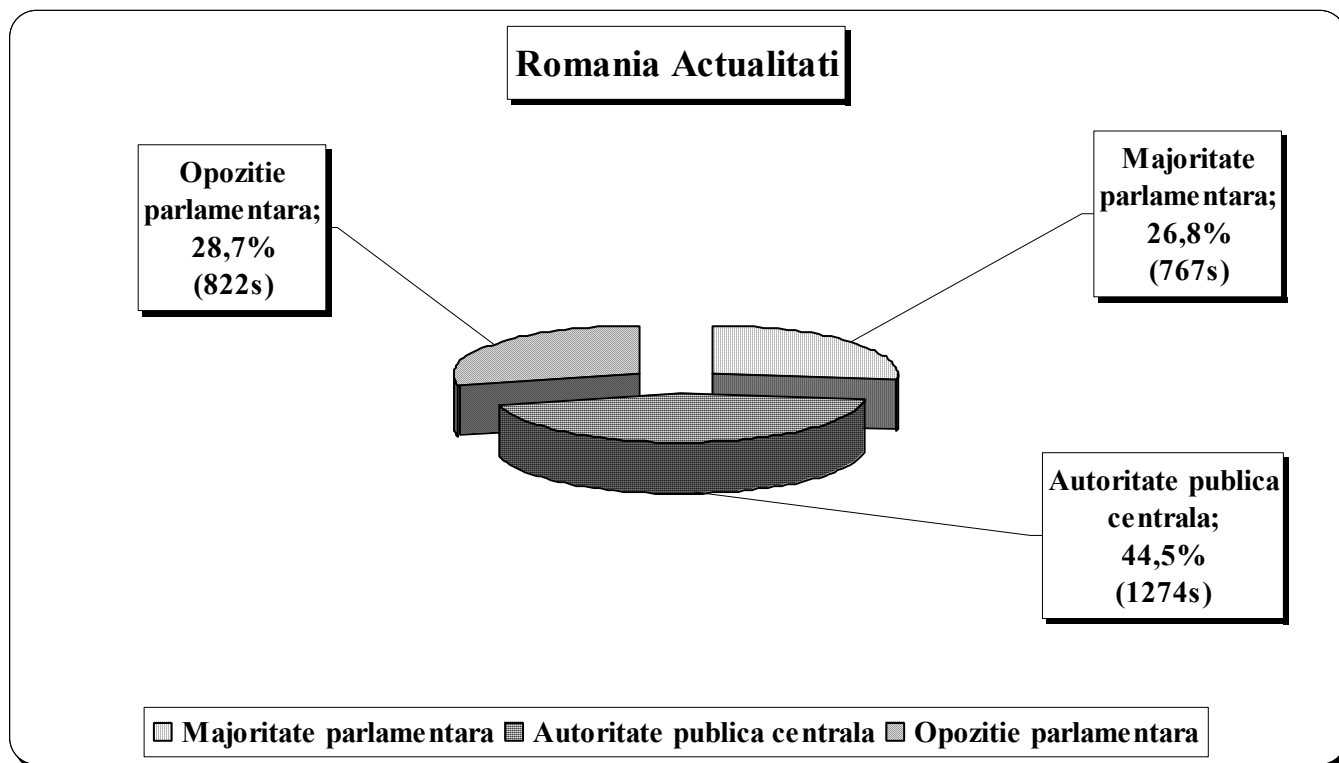 Romania Actualitati
Opozitie
parlamentara;
28,7%
(822s)
Majoritate
parlamentara;
26,8%
(767s)
Autoritate publica
centrala;
44,5%
(1274s)
Majoritate parlamentara Autoritate publica centrala Opozitie parlamentara